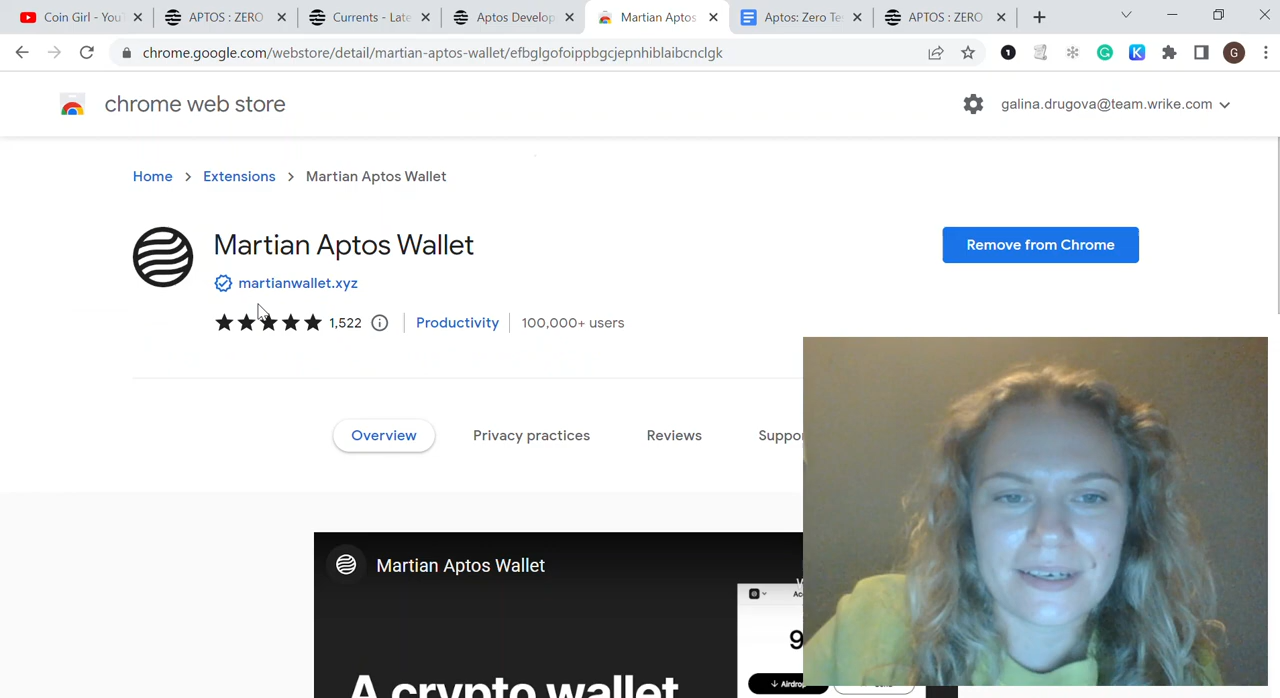 Coin Girl - You
APTOS : ZERO
Currents - Late
Aptos Develop
Martian Aptos
Aptos: Zero Te
APTOS : ZERO
chrome.google.com/webstore/detail/martian-aptos-wallet/efbglgofoippbgcjepnhiblaibcnclgk
G
chrome web store
galina.drugova@team.wrike.com
Home > Extensions > Martian Aptos Wallet
Martian Aptos Wallet
Remove from Chrome
martianwallet.xyz
1,522
Productivity
100,000+ users
Overview
Privacy practices
Reviews
Suppo
Martian Aptos Wallet
9
A crypto wallet
Airdrop